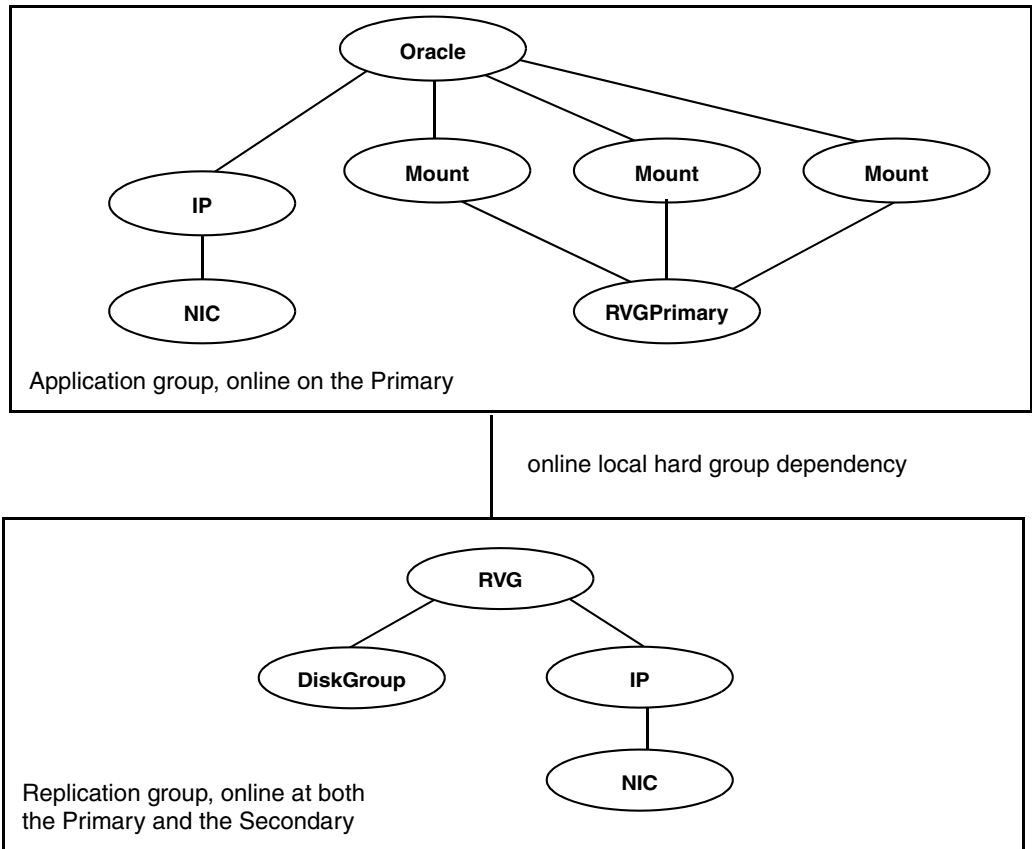 Oracle
Mount
Mount
Mount
IP
NIC
RVGPrimary
Application group, online on the Primary
online local hard group dependency
RVG
DiskGroup
IP
NIC
Replication group, online at both
the Primary and the Secondary